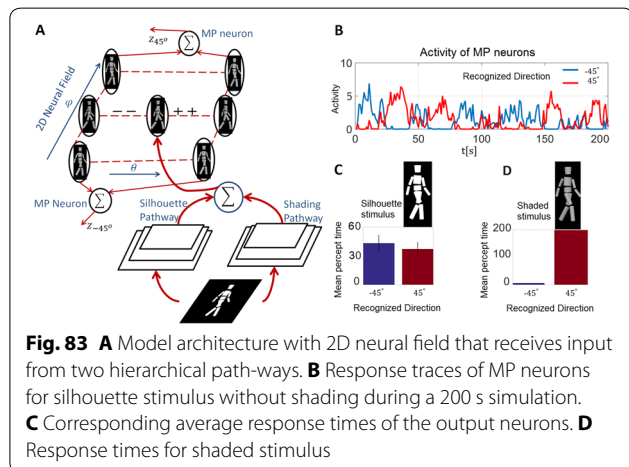 A
MP neuron
z45°
2D Neural Field
φ
-- ++
θ
MP Neuron
z-45°
Σ
Σ
Σ
Silhouette Pathway
Shading Pathway
B
Activity of MP neurons
Recognized Direction
-45°
45°
Activity
10
5
0
0 50 100 150 200
t[s]
C
Silhouette stimulus
Mean percept time
60
30
0
-45° 45°
Recognized Direction
D
Shaded stimulus
Mean percept time
200
100
0
-45° 45°
Recognized Direction
Fig. 83 A Model architecture with 2D neural field that receives input
from two hierarchical path-ways. B Response traces of MP neurons
for silhouette stimulus without shading during a 200 s simulation.
C Corresponding average response times of the output neurons. D
Response times for shaded stimulus